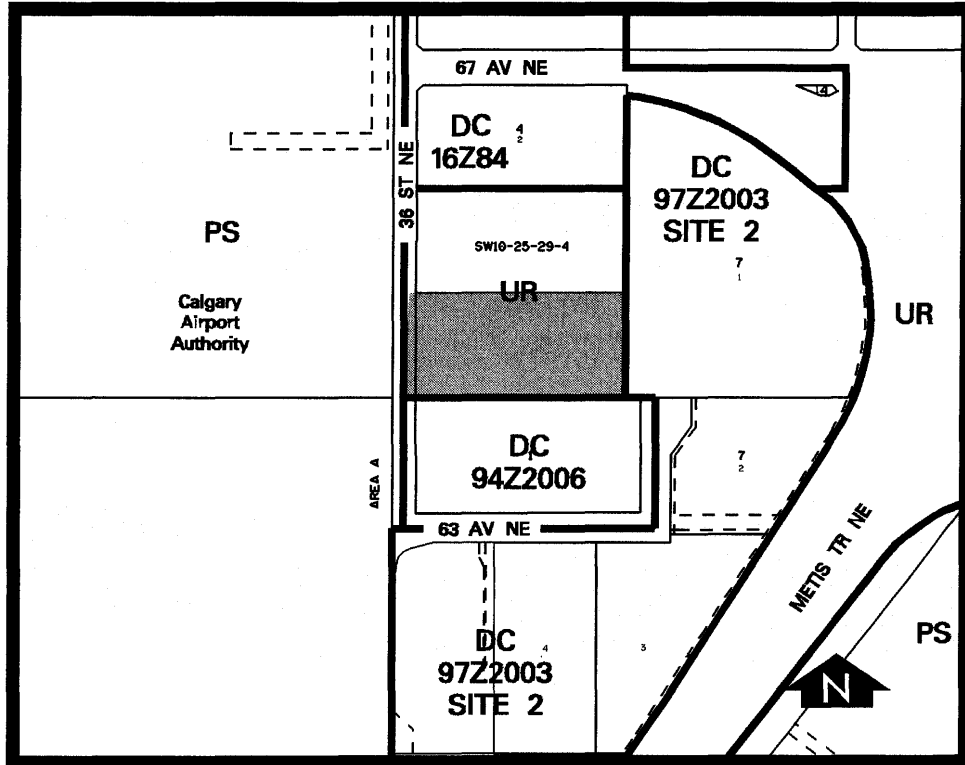 67 AV NE
4
DC
16Z84
4
2
36 ST NE
DC
97Z2003
SITE 2
7
1
PS
SW10-25-29-4
UR
UR
Calgary
Airport
Authority
DC
94Z2006
7
2
AREA A
63 AV NE
METIS TR NE
DC
97Z2003
SITE 2
4
3
PS
N